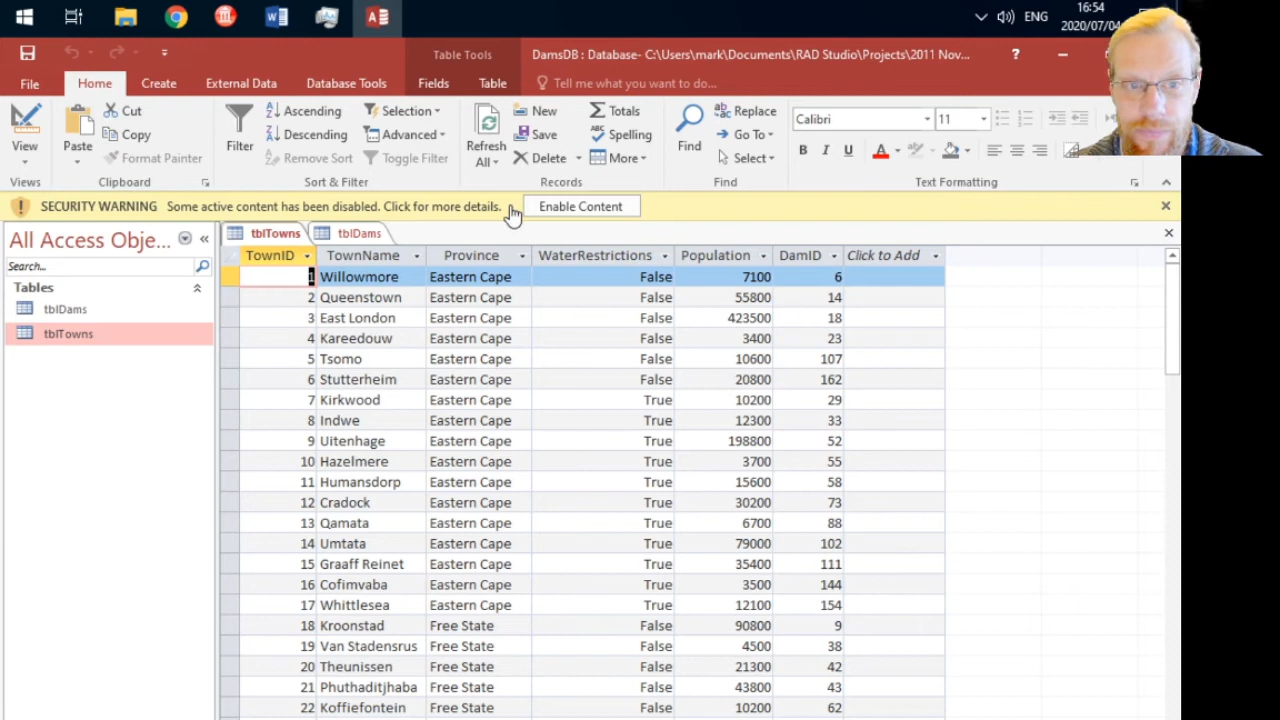 16:54
ENG
2020/07/04
Table Tools
DamsDB : Database- C:\Users\mark\Documents\RAD Studio\Projects\2011 Nov...
?
File Home Create External Data Database Tools Fields Table Tell me what you want to do...
View
Views
Paste
Cut
Copy
Format Painter
Clipboard
Filter
Ascending
Descending
Remove Sort
Selection
Advanced
Toggle Filter
Sort & Filter
Refresh All
New
Save
Delete
Totals
Spelling
More
Records
Find
Replace
Go To
Select
Find
Calibri 11
B I U A
Text Formatting
SECURITY WARNING Some active content has been disabled. Click for more details. Enable Content
All Access Obje...
Search...
Tables
tblDams
tblTowns
tblTowns tblDams
TownID TownName Province WaterRestrictions Population DamID Click to Add
1 Willowmore Eastern Cape False 7100 6
2 Queenstown Eastern Cape False 55800 14
3 East London Eastern Cape False 423500 18
4 Kareedouw Eastern Cape False 3400 23
5 Tsomo Eastern Cape False 10600 107
6 Stutterheim Eastern Cape False 20800 162
7 Kirkwood Eastern Cape True 10200 29
8 Indwe Eastern Cape True 12300 33
9 Uitenhage Eastern Cape True 198800 52
10 Hazelmere Eastern Cape True 3700 55
11 Humansdorp Eastern Cape True 15600 58
12 Cradock Eastern Cape True 30200 73
13 Qamata Eastern Cape True 6700 88
14 Umtata Eastern Cape True 79000 102
15 Graaff Reinet Eastern Cape True 35400 111
16 Cofimvaba Eastern Cape True 3500 144
17 Whittlesea Eastern Cape True 12100 154
18 Kroonstad Free State False 90800 9
19 Van Stadensrus Free State False 4500 38
20 Theunissen Free State False 21300 42
21 Phuthaditjhaba Free State False 43800 43
22 Koffiefontein Free State False 10200 62